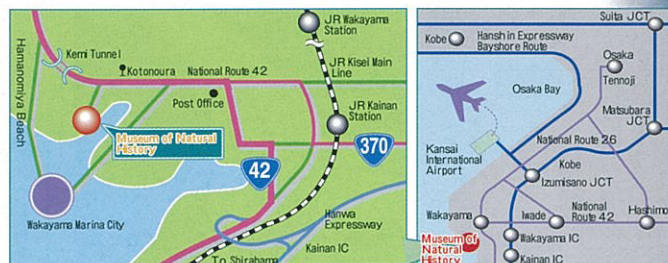 JR Wakayama
Station
Kemi Tunnel
Kotonoura
National Route 42
JR Kisei Main
Line
Hamanomiya Beach
Post Office
JR Kainan
Station
Museum of Natural
History
370
42
Wakayama Marina City
Hanwa
Expressway
Kainan IC
To Shirahama
Suita JCT
Kobe
Hanshin Expressway
Bayshore Route
Osaka
Tennoji
Osaka Bay
Matsubara
JCT
National Route 26
Kansai
International
Airport
Kobe
Izumisano JCT
Wakayama
Iwade
National
Route 42
Hashimo
Museum of
Natural
History
Wakayama IC
Kainan IC